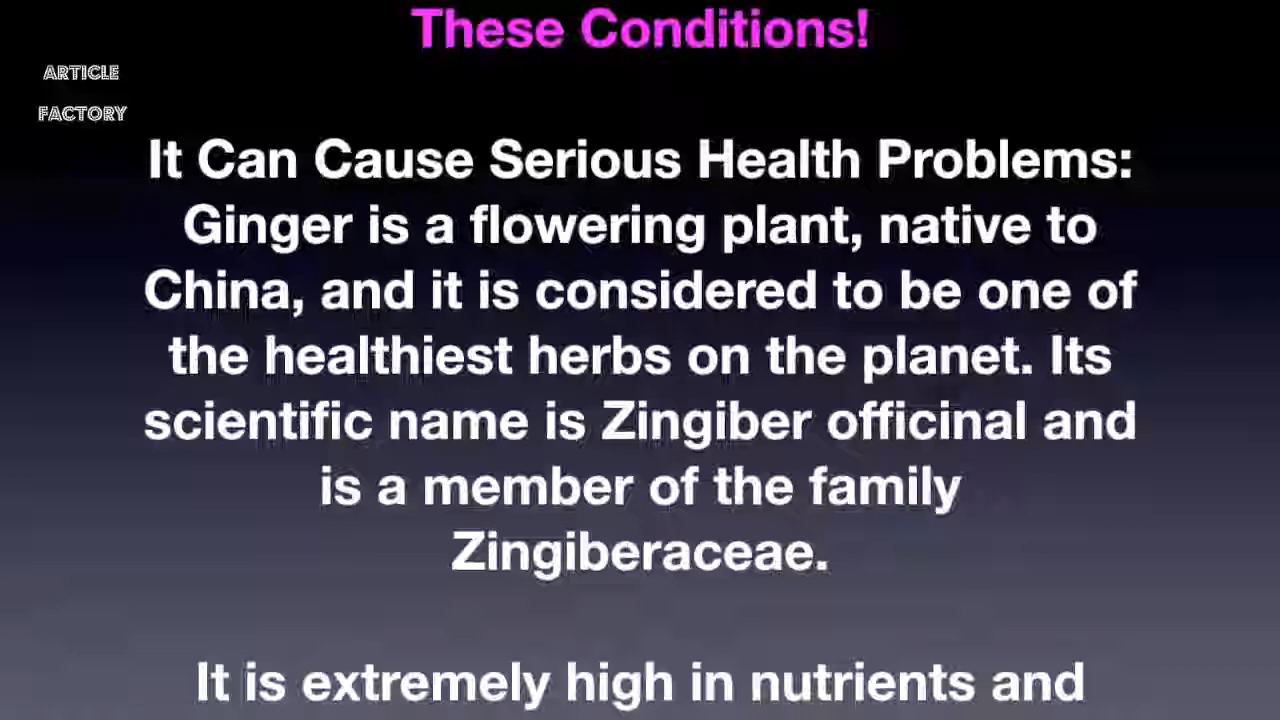 These Conditions!
ARTICLE
FACTORY
It Can Cause Serious Health Problems:
Ginger is a flowering plant, native to
China, and it is considered to be one of
the healthiest herbs on the planet. Its
scientific name is Zingiber officinal and
is a member of the family
Zingiberaceae.
It is extremely high in nutrients and